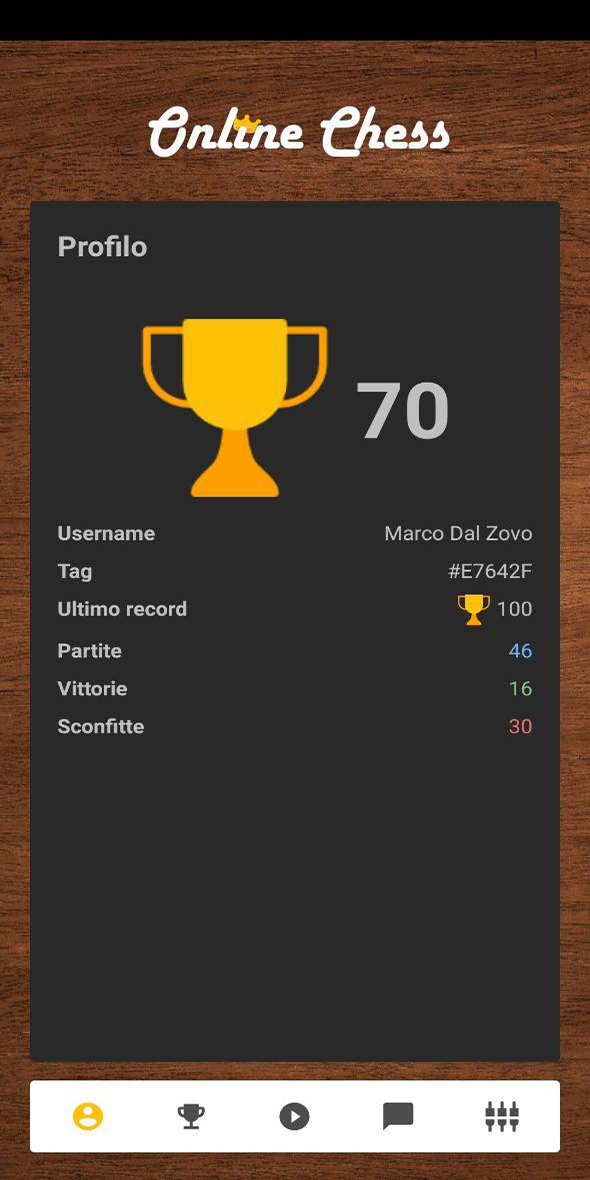 Online Chess
Profilo
70
Username Marco Dal Zovo
Tag #E7642F
Ultimo record 100
Partite 46
Vittorie 16
Sconfitte 30